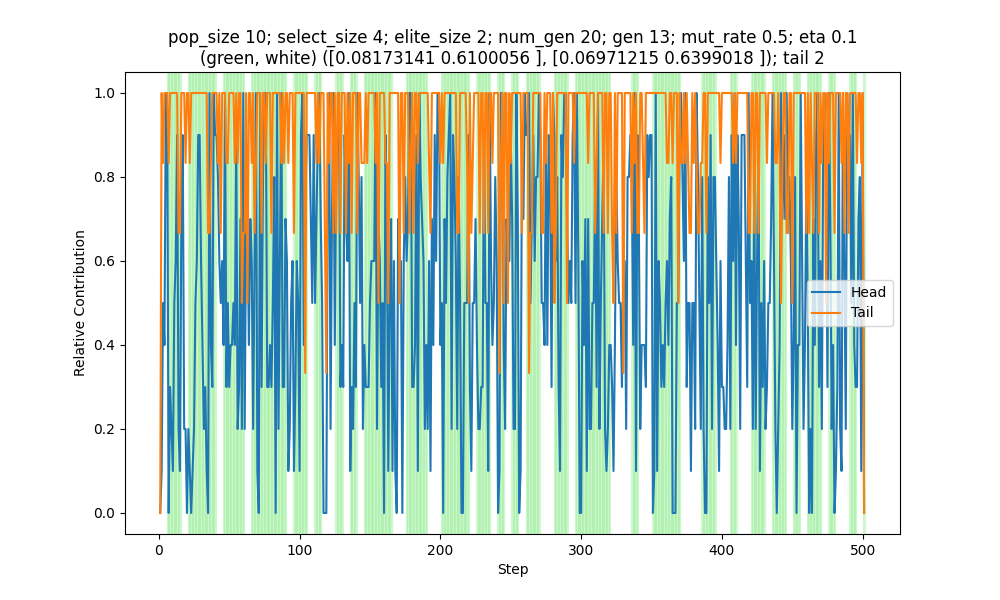 pop_size 10; select_size 4; elite_size 2; num_gen 20; gen 13; mut_rate 0.5; eta 0.1
(green, white) ([0.08173141 0.6100056 ], [0.06971215 0.6399018 ]); tail 2
1.0
0.8
0.6
0.4
0.2
0.0
Relative Contribution
Head
Tail
0
100
200
300
400
500
Step